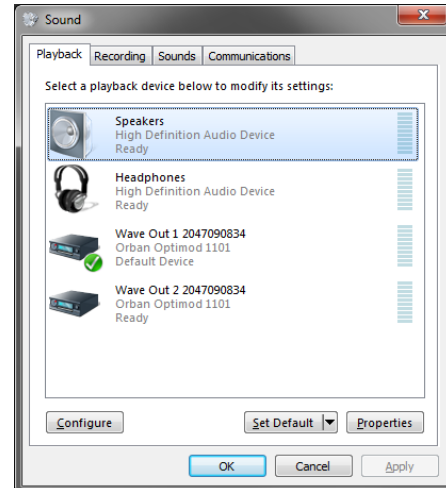 Sound
Playback Recording Sounds Communications
Select a playback device below to modify its settings:
Speakers
High Definition Audio Device
Ready
Headphones
High Definition Audio Device
Ready
Wave Out 1 2047090834
Orban Optimod 1101
Default Device
Wave Out 2 2047090834
Orban Optimod 1101
Ready
Configure Set Default Properties
OK Cancel Apply